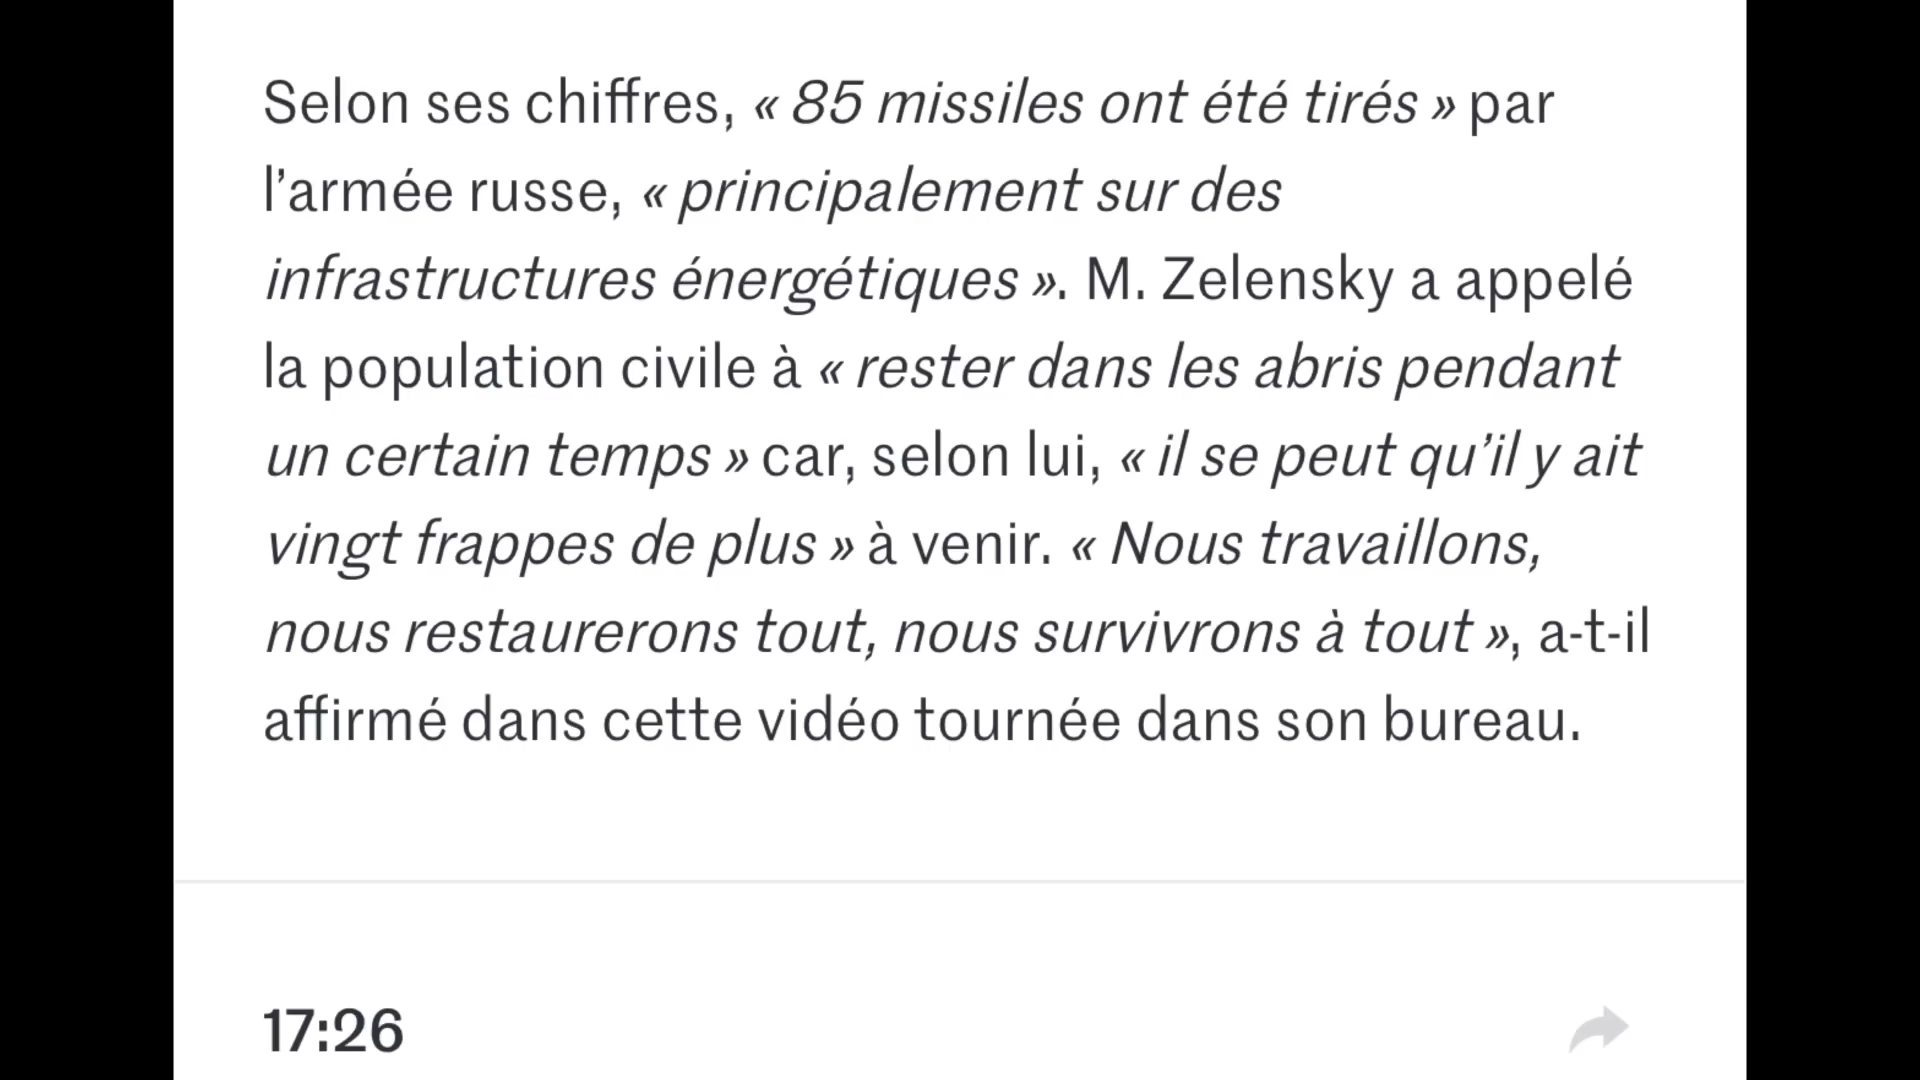 Selon ses chiffres, « 85 missiles ont été tirés » par
l’armée russe, « principalement sur des
infrastructures énergétiques ». M. Zelensky a appelé
la population civile à « rester dans les abris pendant
un certain temps » car, selon lui, « il se peut qu’il y ait
vingt frappes de plus » à venir. « Nous travaillons,
nous restaurerons tout, nous survivrons à tout », a-t-il
affirmé dans cette vidéo tournée dans son bureau.
17:26